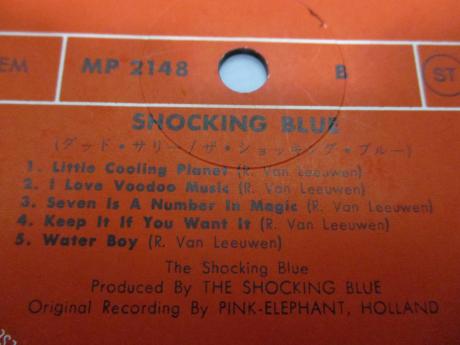 EM MP 2148 B ST
SHOCKING BLUE
(グッド・サリー/ザ・ショッキング・ブルー)
1. Little Cooling Planet (R. Van Leeuwen)
2. I Love Voodoo Music (R. Van Leeuwen)
3. Seven Is A Number In Magic (R. Van Leeuwen)
4. Keep It If You Want It (R. Van Leeuwen)
5. Water Boy (R. Van Leeuwen)
The Shocking Blue
Produced By THE SHOCKING BLUE
Original Recording By PINK-ELEPHANT, HOLLAND